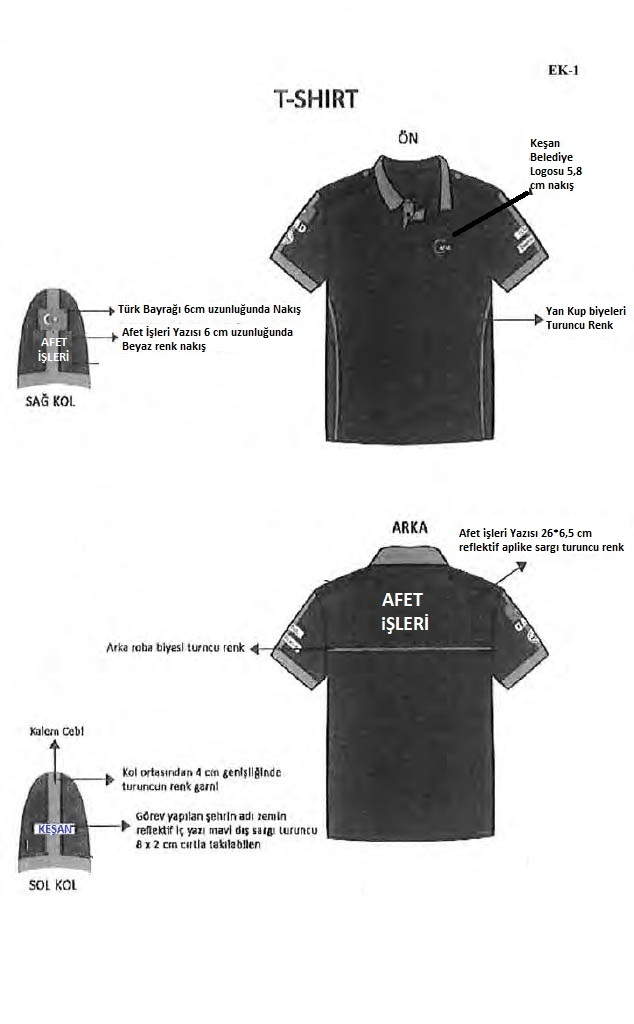 EK-1
T-SHIRT
ÖN
Keşan
Belediye
Logosu 5,8
cm nakış
Türk Bayrağı 6cm uzunluğunda Nakış
Afet İşleri Yazısı 6 cm uzunluğunda
Beyaz renk nakış
AFET
İŞLERİ
SAĞ KOL
Yan Kup biyeleri
Turuncu Renk
ARKA
Afet işleri Yazısı 26*6,5 cm
reflektif aplike sargı turuncu renk
AFET
iŞLERİ
Arka roba biyesi turncu renk
Kalem Cebi
Kol ortasından 4 cm genişliğinde
turuncun renk garni
Görev yapılan şehrin adı zemin
reflektif iç yazı mavi dış sargı turuncu
8 x 2 cm cırtla takılabilen
KEŞAN
SOL KOL